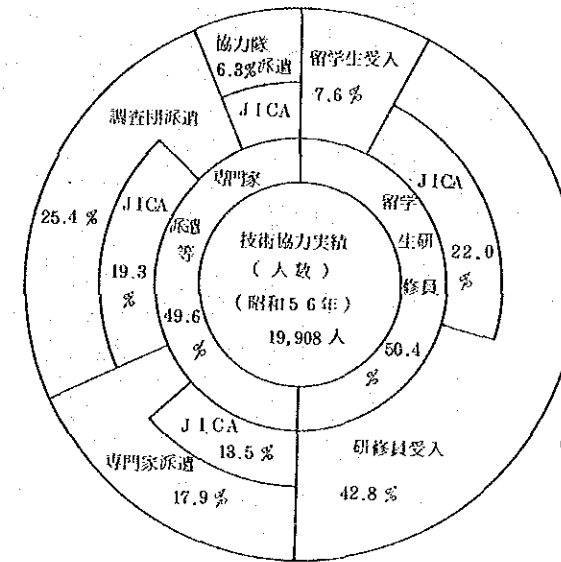 協力隊
6.3%派遣
JICA
留学生受入
7.6%
JICA
22.0
%
研修員受入
42.8%
専門家派遣
17.9%
JICA
13.5%
調査団派遣
25.4%
JICA
19.3
%
専門家
派遣
等
49.6
%
留学
生研
修員
50.4
%
技術協力実績
(人数)
(昭和56年)
19,908人